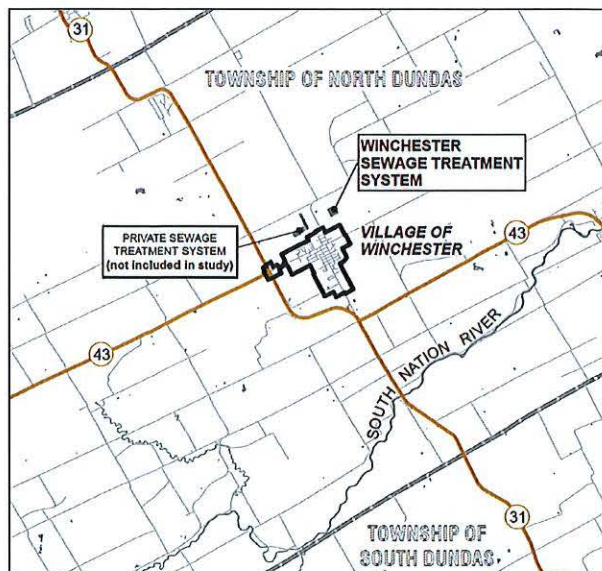 31
TOWNSHIP OF NORTH DUNDAS
WINCHESTER
SEWAGE TREATMENT
SYSTEM
PRIVATE SEWAGE
TREATMENT SYSTEM
(not included in study)
VILLAGE OF
WINCHESTER
43
43
SOUTH NATION RIVER
31
TOWNSHIP OF
SOUTH DUNDAS